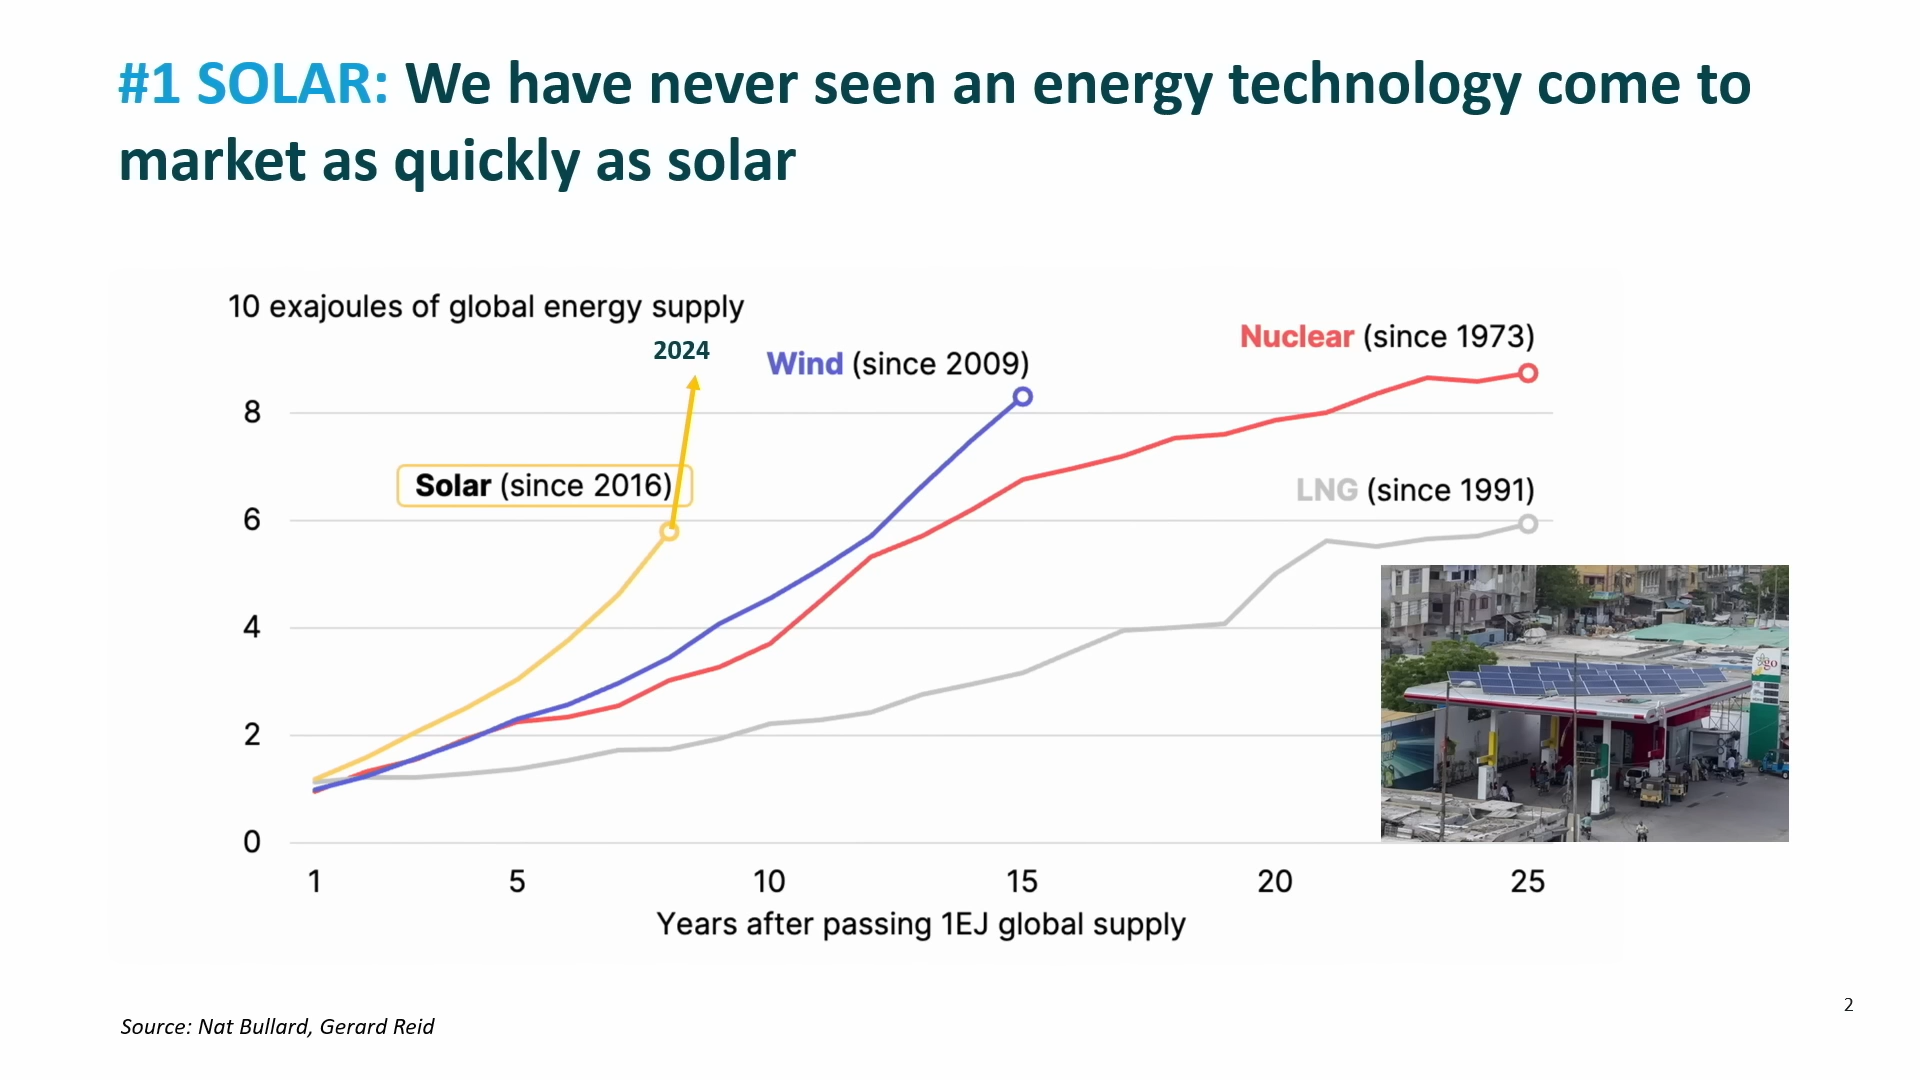 #1 SOLAR: We have never seen an energy technology come to
market as quickly as solar
10 exajoules of global energy supply
2024
Wind (since 2009)
Nuclear (since 1973)
8
Solar (since 2016)
LNG (since 1991)
6
4
go
2
0
1 5 10 15 20 25
Years after passing 1EJ global supply
2
Source: Nat Bullard, Gerard Reid